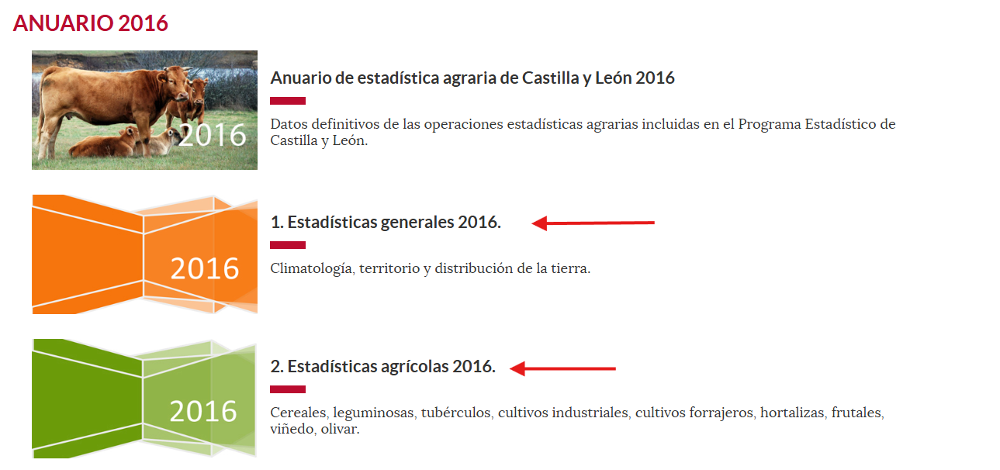 ANUARIO 2016
2016
Anuario de estadística agraria de Castilla y León 2016
Datos definitivos de las operaciones estadísticas agrarias incluidas en el Programa Estadístico de
Castilla y León.
2016
1. Estadísticas generales 2016.
Climatología, territorio y distribución de la tierra.
2016
2. Estadísticas agrícolas 2016.
Cereales, leguminosas, tubérculos, cultivos industriales, cultivos forrajeros, hortalizas, frutales,
viñedo, olivar.